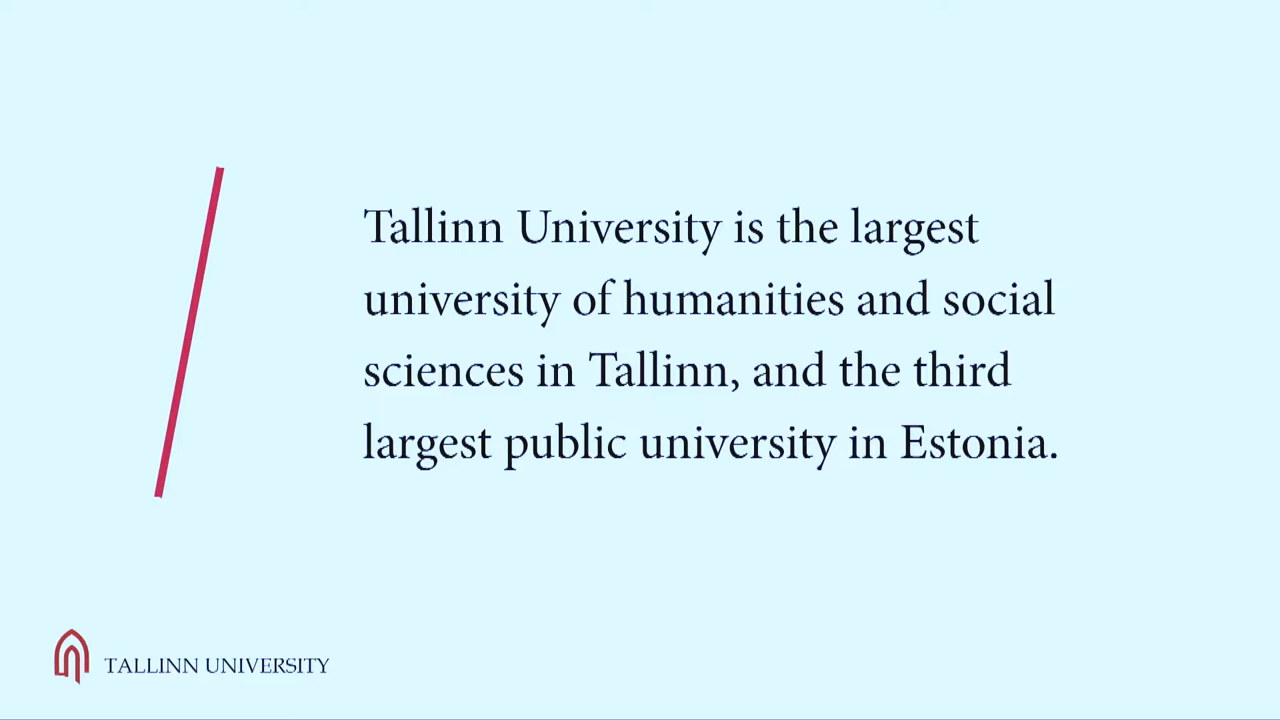 Tallinn University is the largest
university of humanities and social
sciences in Tallinn, and the third
largest public university in Estonia.
TALLINN UNIVERSITY